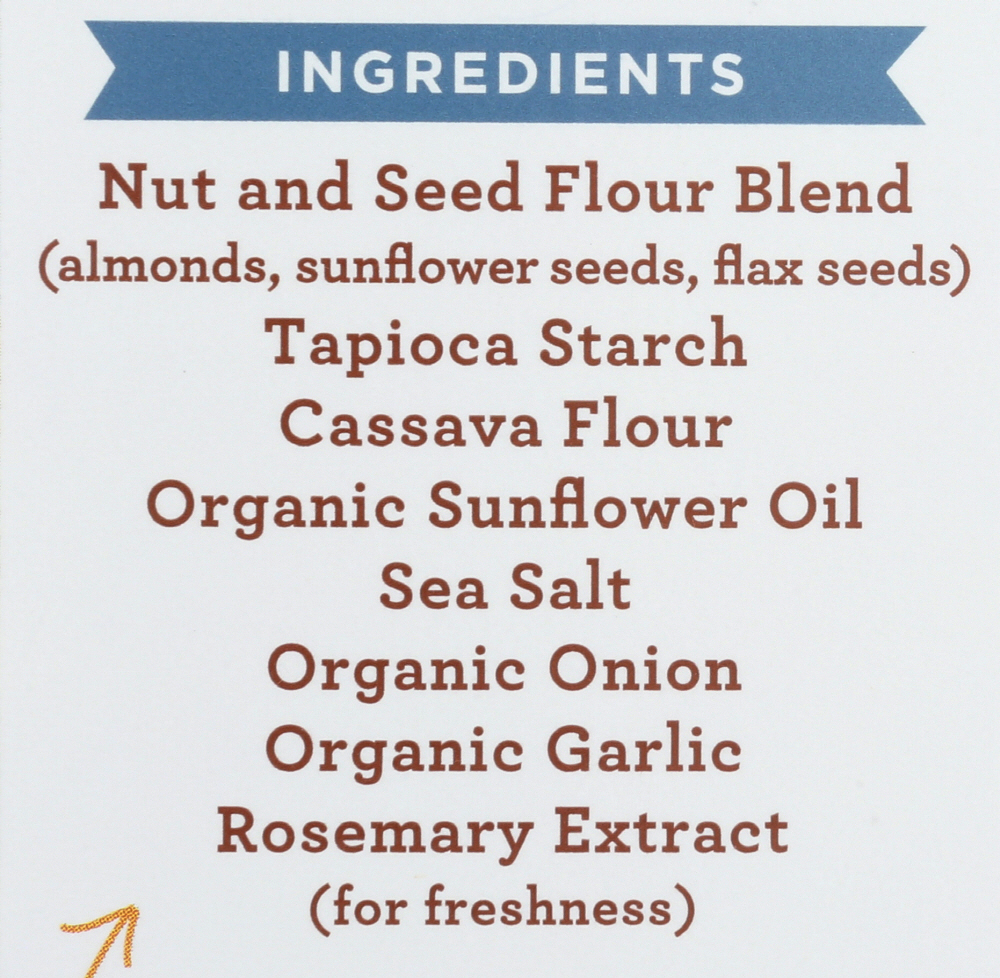 INGREDIENTS
Nut and Seed Flour Blend
(almonds, sunflower seeds, flax seeds)
Tapioca Starch
Cassava Flour
Organic Sunflower Oil
Sea Salt
Organic Onion
Organic Garlic
Rosemary Extract
(for freshness)